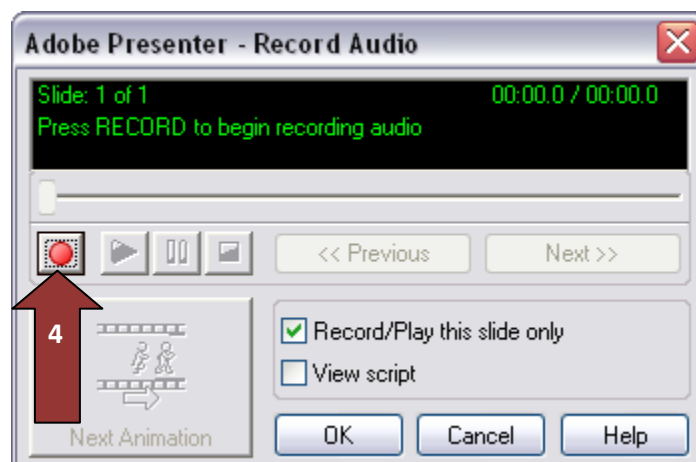 Adobe Presenter - Record Audio
Slide: 1 of 1 00:00.0 / 00:00.0
Press RECORD to begin recording audio
<< Previous Next >>
4
Record/Play this slide only
View script
Next Animation OK Cancel Help